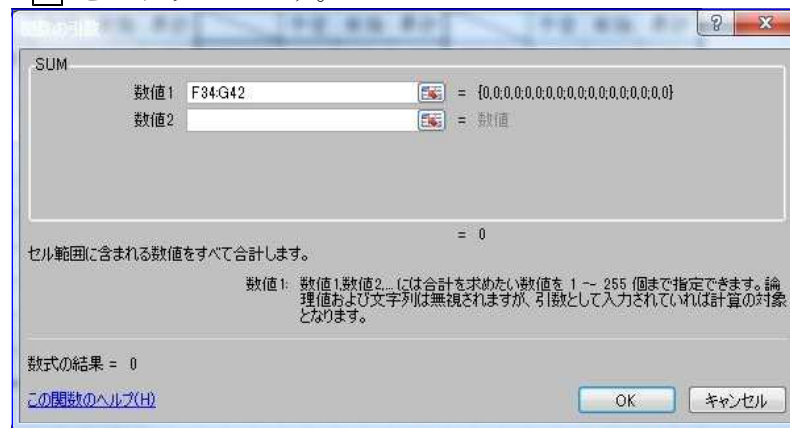 関数の引数
SUM
数値1 F34:G42 = {0,0;0,0;0,0;0,0;0,0;0,0;0,0;0,0;0,0}
数値2 = 数値
= 0
セル範囲に含まれる数値をすべて合計します。
数値1: 数値1,数値2,... には合計を求めたい数値を 1 ～ 255 個まで指定できます。論
理値および文字列は無視されますが、引数として入力されていれば計算の対象
となります。
数式の結果 = 0
この関数のヘルプ(H)
OK キャンセル